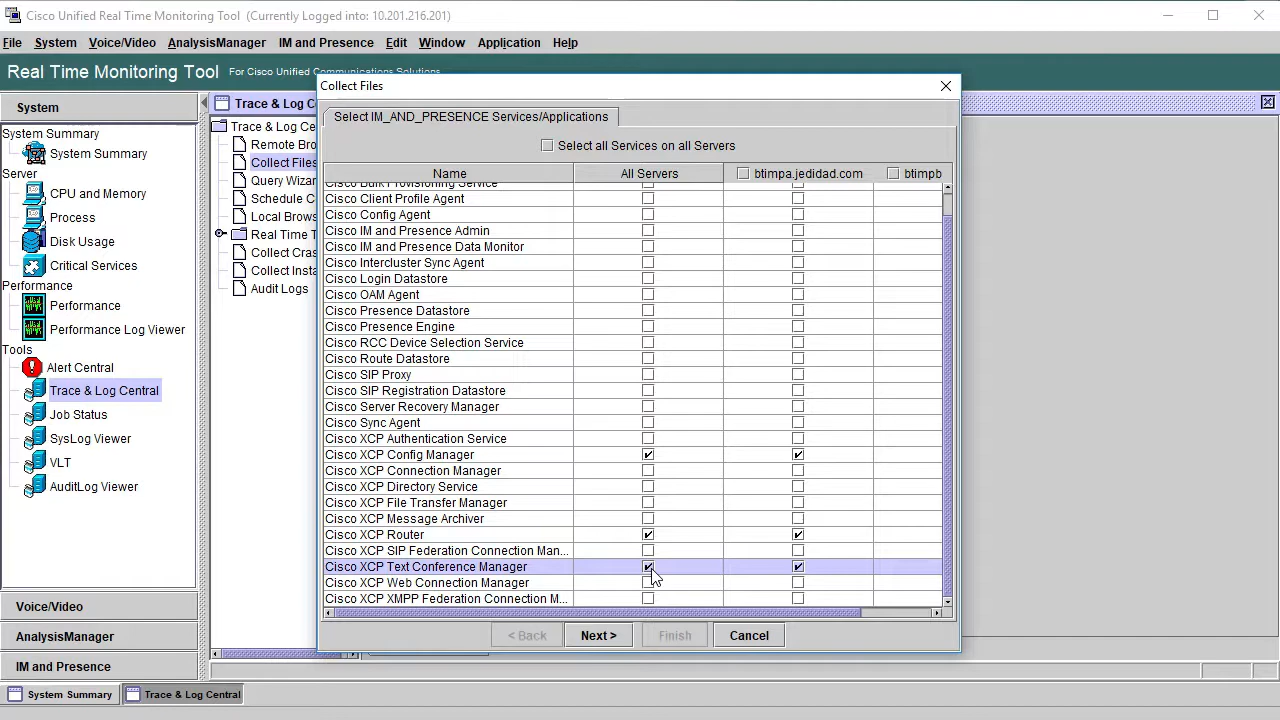 Cisco Unified Real Time Monitoring Tool (Currently Logged into: 10.201.216.201)
File System Voice/Video AnalysisManager IM and Presence Edit Window Application Help
Real Time Monitoring Tool For Cisco Unified Communications Solutions
System
System Summary
System Summary
Server
CPU and Memory
Process
Disk Usage
Critical Services
Performance
Performance
Performance Log Viewer
Tools
Alert Central
Trace & Log Central
Job Status
SysLog Viewer
VLT
AuditLog Viewer
Voice/Video
AnalysisManager
IM and Presence
Trace & Log C
Trace & Log Ce
Remote Bro
Collect Files
Query Wizar
Schedule C
Local Brows
Real Time T
Collect Cras
Collect Insta
Audit Logs
Collect Files
Select IM_AND_PRESENCE Services/Applications
Select all Services on all Servers
Name All Servers btimpa.jedidad.com btimpb
Cisco Bulk Provisioning Service
Cisco Client Profile Agent
Cisco Config Agent
Cisco IM and Presence Admin
Cisco IM and Presence Data Monitor
Cisco Intercluster Sync Agent
Cisco Login Datastore
Cisco OAM Agent
Cisco Presence Datastore
Cisco Presence Engine
Cisco RCC Device Selection Service
Cisco Route Datastore
Cisco SIP Proxy
Cisco SIP Registration Datastore
Cisco Server Recovery Manager
Cisco Sync Agent
Cisco XCP Authentication Service
Cisco XCP Config Manager
Cisco XCP Connection Manager
Cisco XCP Directory Service
Cisco XCP File Transfer Manager
Cisco XCP Message Archiver
Cisco XCP Router
Cisco XCP SIP Federation Connection Man...
Cisco XCP Text Conference Manager
Cisco XCP Web Connection Manager
Cisco XCP XMPP Federation Connection M...
< Back Next > Finish Cancel
System Summary Trace & Log Central